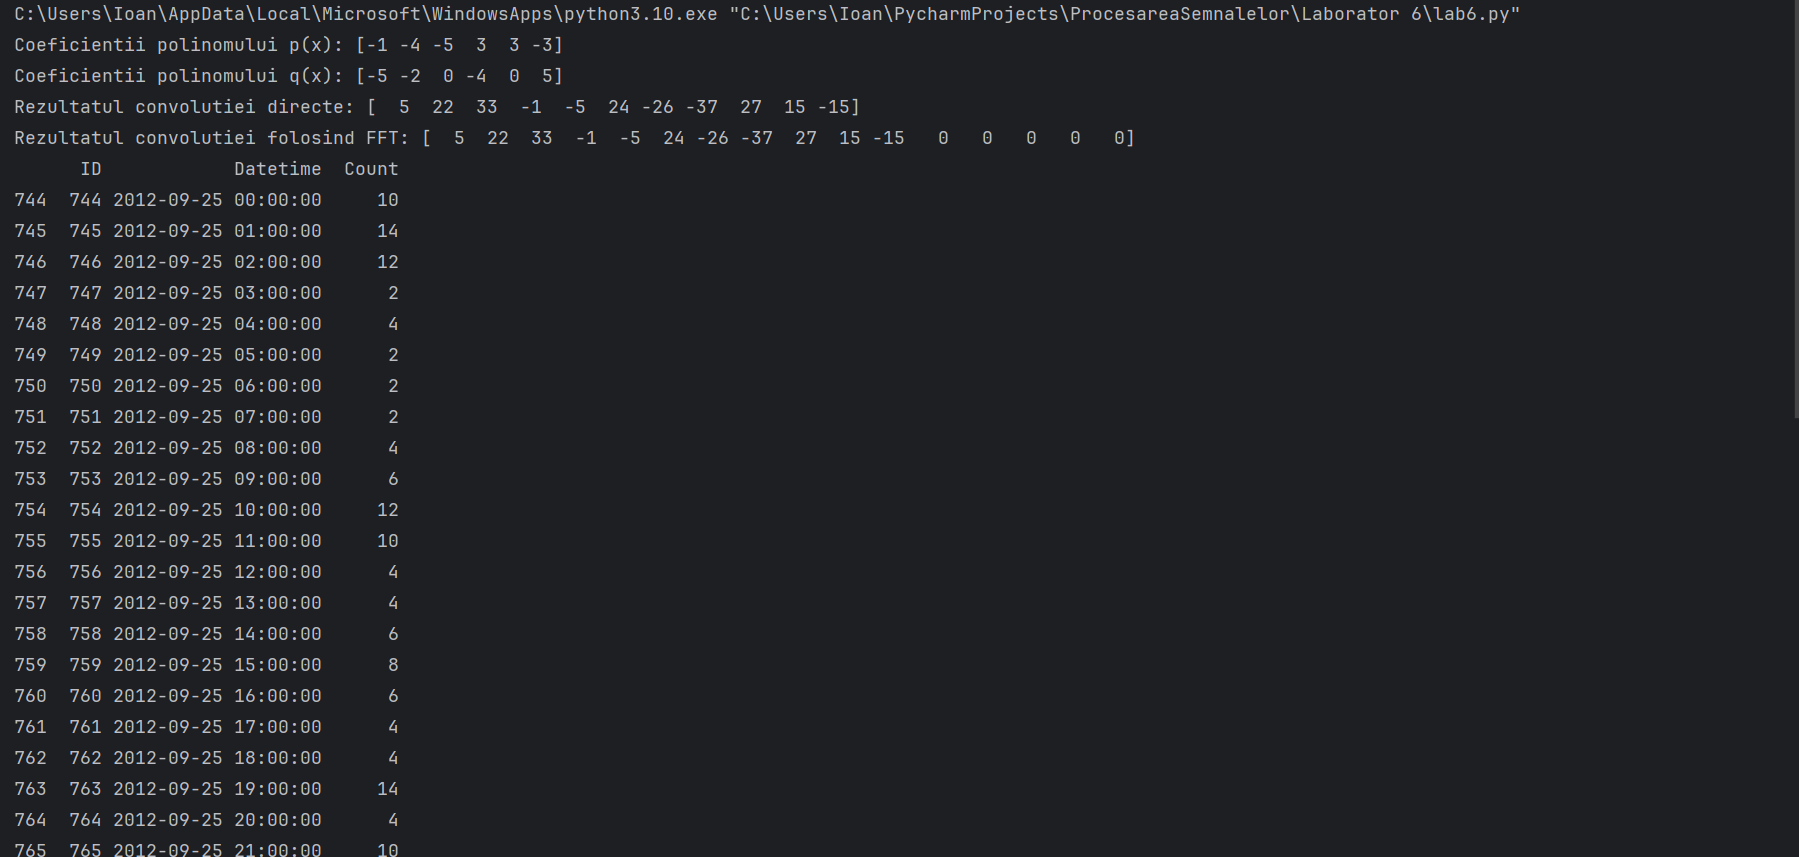 C:\Users\Ioan\AppData\Local\Microsoft\WindowsApps\python3.10.exe "C:\Users\Ioan\PycharmProjects\ProcesareaSemnalelor\Laborator 6\lab6.py"
Coeficientii polinomului p(x): [-1 -4 -5  3  3 -3]
Coeficientii polinomului q(x): [-5 -2  0 -4  0  5]
Rezultatul convolutiei directe: [  5  22  33  -1  -5  24 -26 -37  27  15 -15]
Rezultatul convolutiei folosind FFT: [  5  22  33  -1  -5  24 -26 -37  27  15 -15   0   0   0   0   0]
      ID            Datetime  Count
744  744 2012-09-25 00:00:00     10
745  745 2012-09-25 01:00:00     14
746  746 2012-09-25 02:00:00     12
747  747 2012-09-25 03:00:00      2
748  748 2012-09-25 04:00:00      4
749  749 2012-09-25 05:00:00      2
750  750 2012-09-25 06:00:00      2
751  751 2012-09-25 07:00:00      2
752  752 2012-09-25 08:00:00      4
753  753 2012-09-25 09:00:00      6
754  754 2012-09-25 10:00:00     12
755  755 2012-09-25 11:00:00     10
756  756 2012-09-25 12:00:00      4
757  757 2012-09-25 13:00:00      4
758  758 2012-09-25 14:00:00      6
759  759 2012-09-25 15:00:00      8
760  760 2012-09-25 16:00:00      6
761  761 2012-09-25 17:00:00      4
762  762 2012-09-25 18:00:00      4
763  763 2012-09-25 19:00:00     14
764  764 2012-09-25 20:00:00      4
765  765 2012-09-25 21:00:00     10